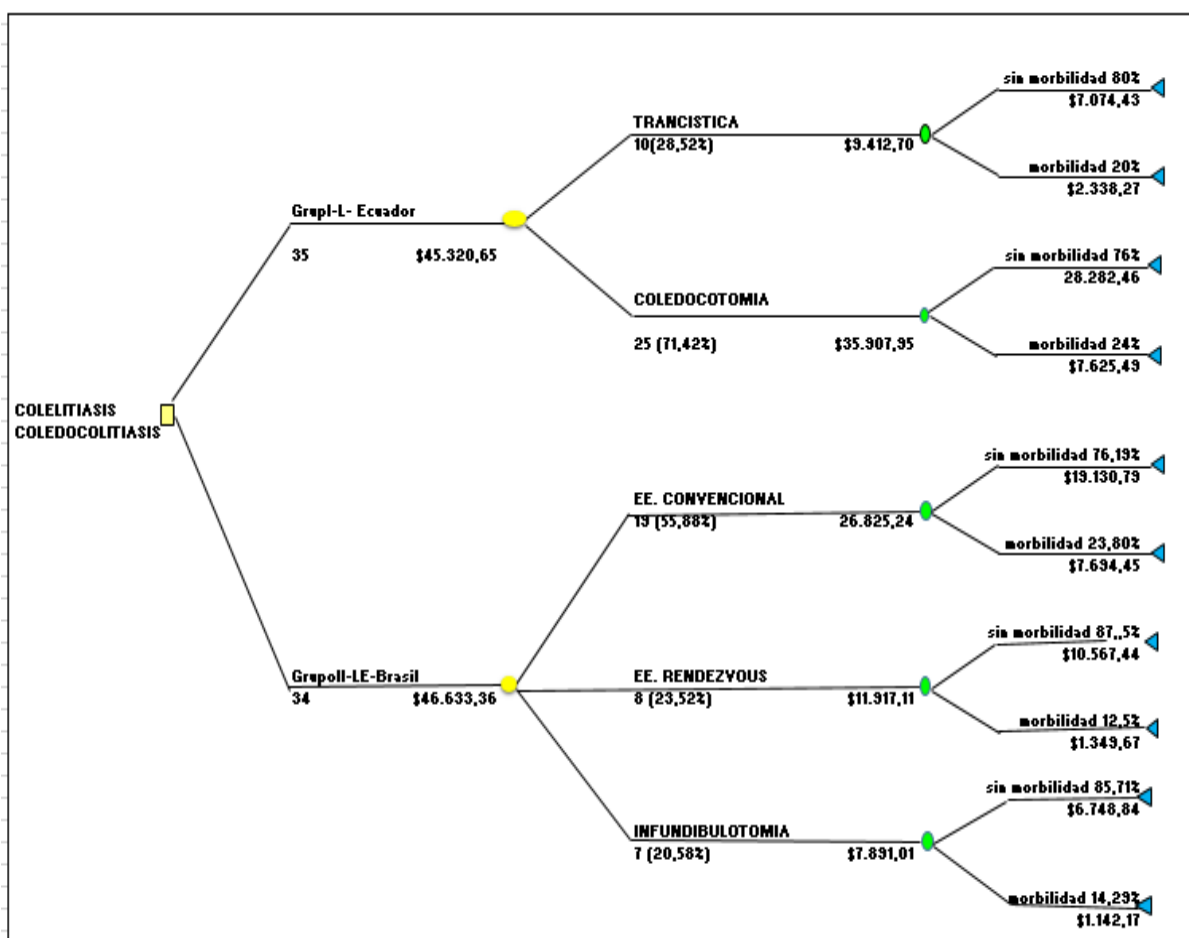 COLELITIASIS
COLEDOCOLITIASIS
Grupl-L- Ecuador
35 $45.320,65
TRANCISTICA
10(28,52%) $9.412,70
sin morbilidad 80%
$7.074,43
morbilidad 20%
$2.338,27
COLEDOCOTOMIA
25 (71,42%) $35.907,95
sin morbilidad 76%
28.282,46
morbilidad 24%
$7.625,49
GrupoII-LE-Brasil
34 $46.633,36
EE. CONVENCIONAL
19 (55,88%) 26.825,24
sin morbilidad 76,19%
$19.130,79
morbilidad 23,80%
$7.694,45
EE. RENDEZVOUS
8 (23,52%) $11.917,11
sin morbilidad 87,,5%
$10.567,44
morbilidad 12,5%
$1.349,67
INFUNDIBULOTOMIA
7 (20,58%) $7.891,01
sin morbilidad 85,71%
$6.748,84
morbilidad 14,29%
$1.142,17